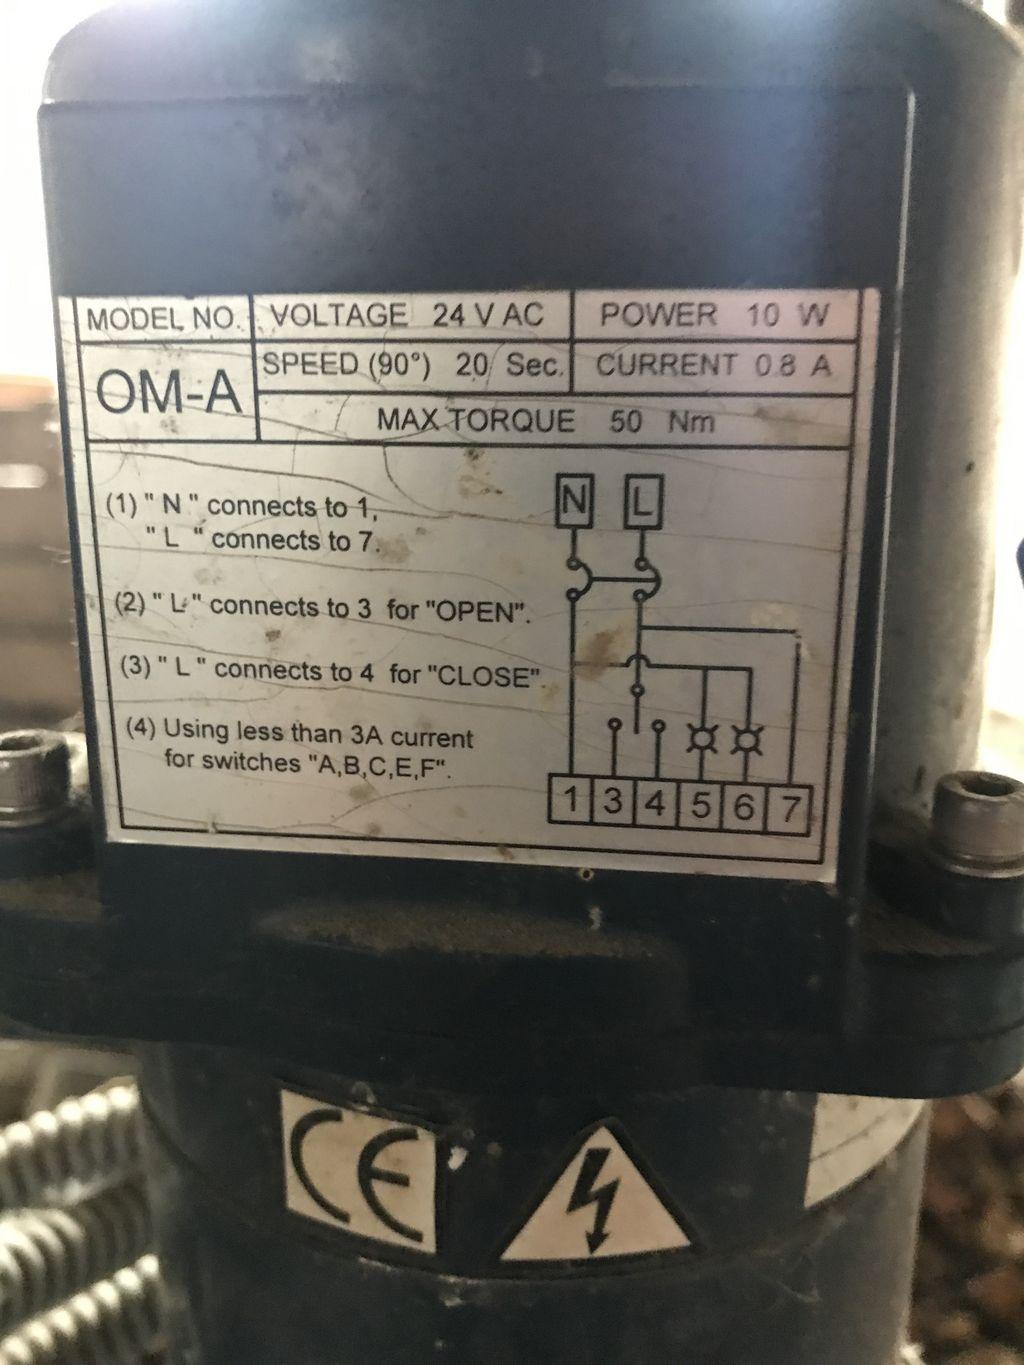 MODEL NO. VOLTAGE 24 V AC POWER 10 W
OM-A SPEED (90°) 20 Sec. CURRENT 0.8 A
MAX TORQUE 50 Nm
(1) " N " connects to 1,
" L " connects to 7.
(2) " L " connects to 3 for "OPEN".
(3) " L " connects to 4 for "CLOSE".
(4) Using less than 3A current
for switches "A,B,C,E,F".
N L
1 3 4 5 6 7
CE